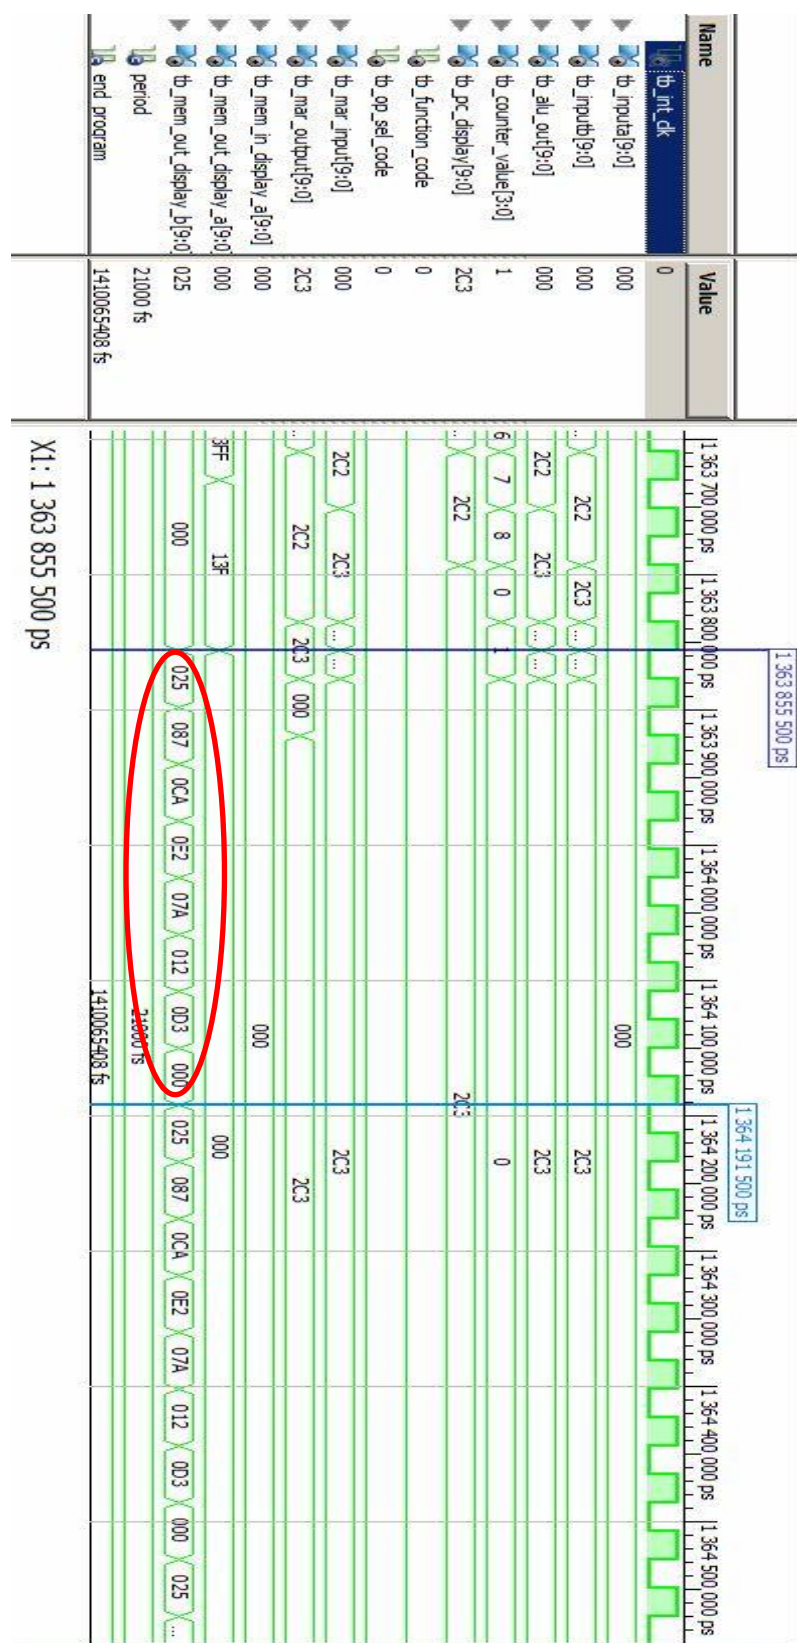 1 363 855 500 ps
1 364 191 500 ps
Name Value 1 363 700 000 ps 1 363 800 000 ps 1 363 900 000 ps 1 364 000 000 ps 1 364 100 000 ps 1 364 200 000 ps 1 364 300 000 ps 1 364 400 000 ps 1 364 500 000 ps
tb_int_clk 0
tb_inputa[9:0] 000 000
tb_inputb[9:0] 000 ... 2C2 2C3 ... ... 2C3
tb_alu_out[9:0] 000 2C2 2C3 ... ... 2C3
tb_counter_value[3:0] 1 6 7 8 0 1 0
tb_pc_display[9:0] 2C3 ... 2C2 2C3
tb_function_code 0
tb_op_sel_code 0
tb_mar_input[9:0] 000 2C2 2C3 ... ... 2C3
tb_mar_output[9:0] 2C3 ... 2C2 2C3 000 2C3
tb_mem_in_display_a[9:0] 000 000
tb_mem_out_display_a[9:0] 000 3FF 13F 000
tb_mem_out_display_b[9:0] 025 000 025 087 0CA 0E2 07A 012 0D3 000 025 087 0CA 0E2 07A 012 0D3 000 025 ...
period 21000 fs 21000 fs
end_program 1410065408 fs 1410065408 fs
X1: 1 363 855 500 ps